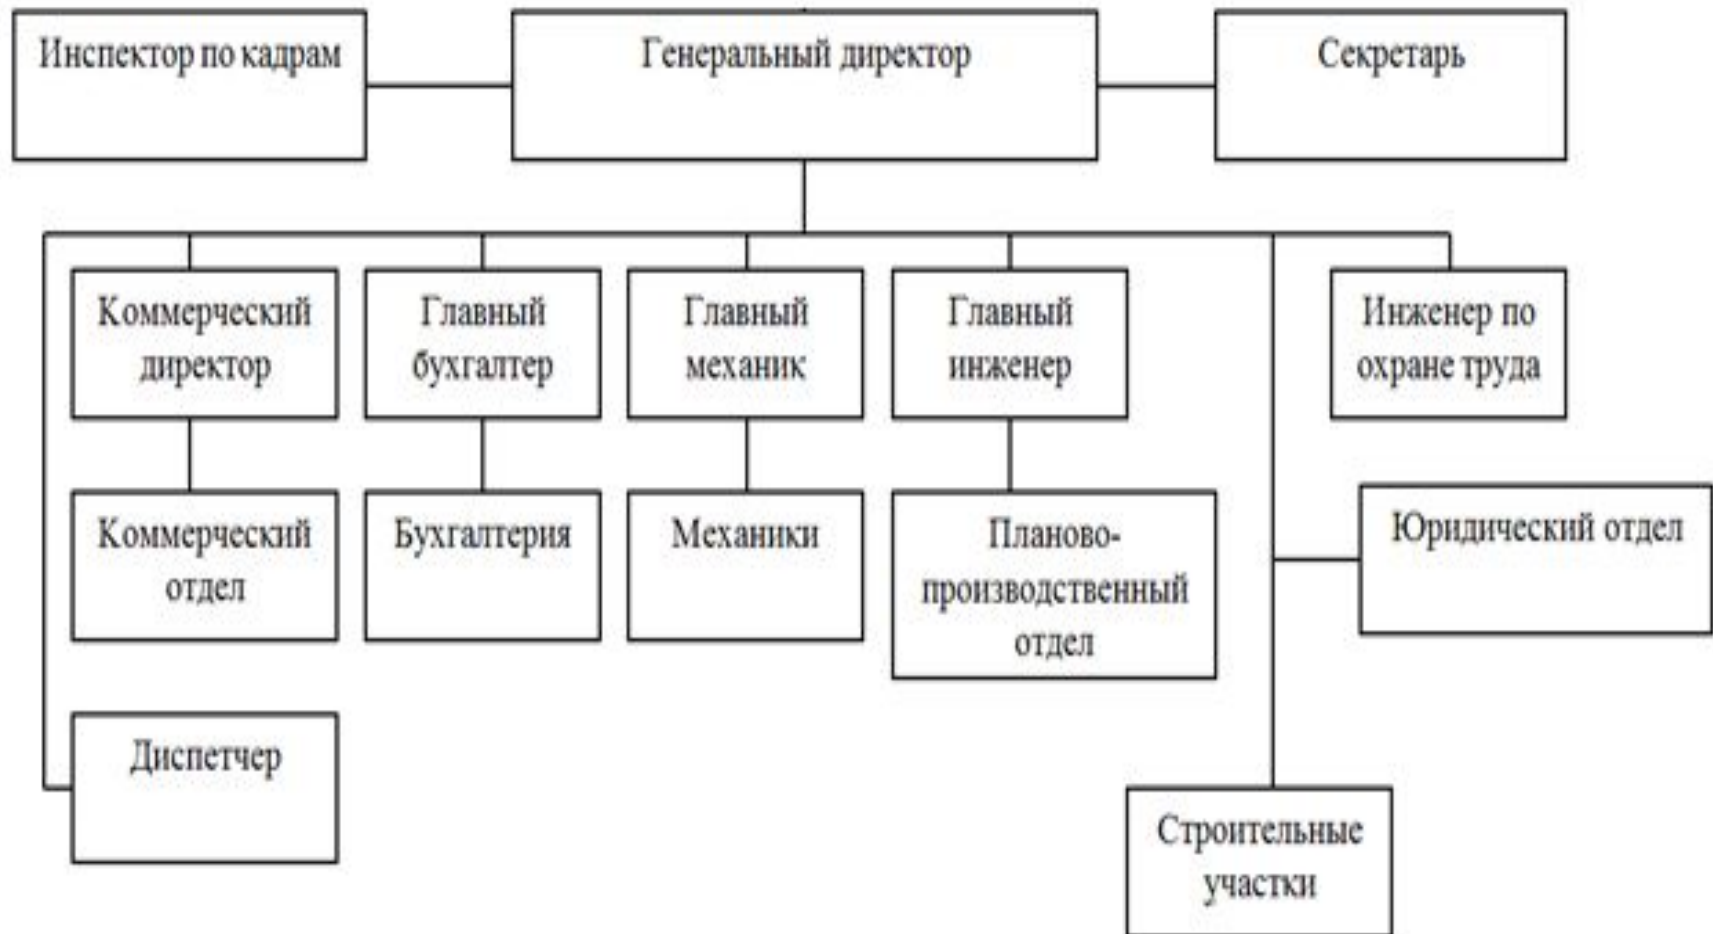 Инспектор по кадрам
Генеральный директор
Секретарь
Коммерческий
директор
Главный
бухгалтер
Главный
механик
Главный
инженер
Инженер по
охране труда
Коммерческий
отдел
Бухгалтерия
Механики
Планово-
производственный
отдел
Юридический отдел
Диспетчер
Строительные
участки